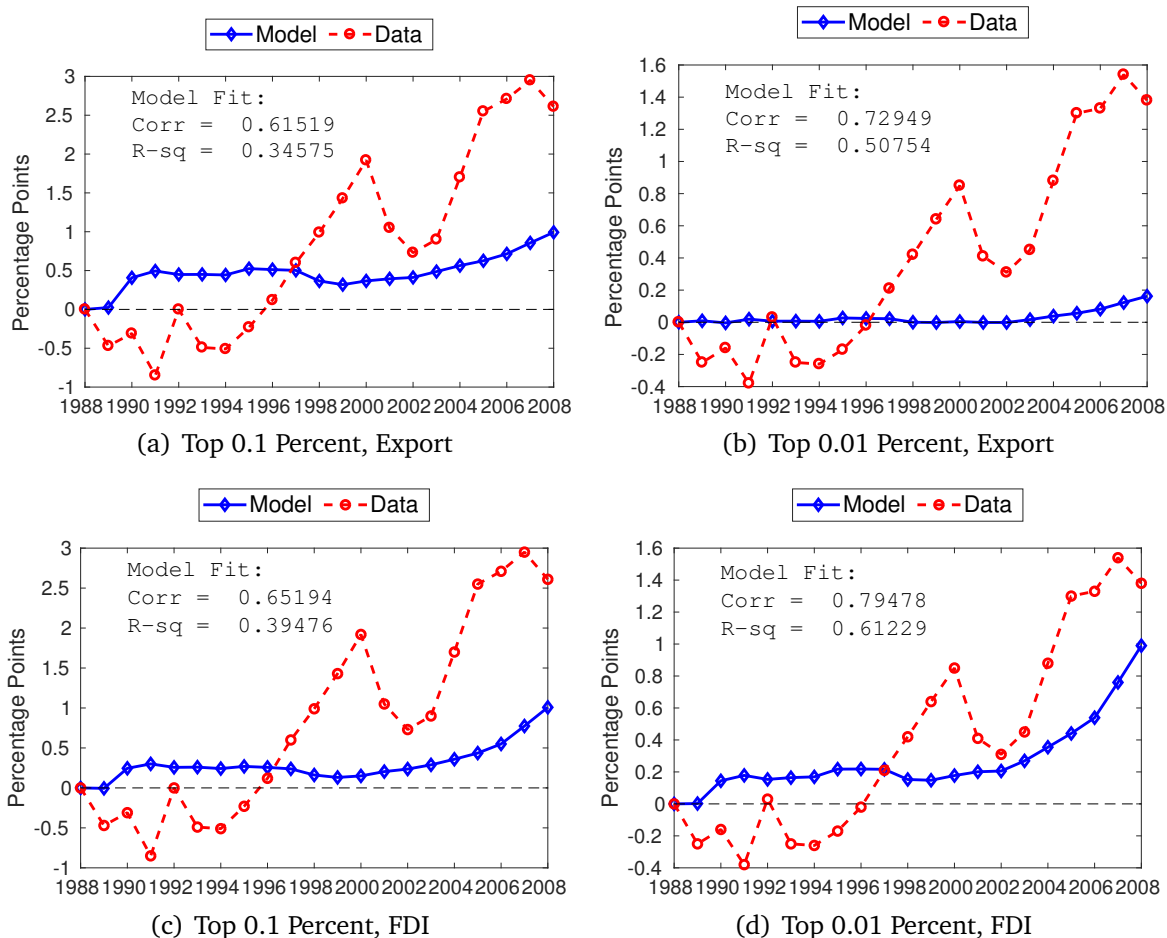 Model Data
Model Fit:
Corr = 0.61519
R-sq = 0.34575
Percentage Points
3
2.5
2
1.5
1
0.5
0
-0.5
-1
1988 1990 1992 1994 1996 1998 2000 2002 2004 2006 2008
(a) Top 0.1 Percent, Export
Model Data
Model Fit:
Corr = 0.72949
R-sq = 0.50754
Percentage Points
1.6
1.4
1.2
1
0.8
0.6
0.4
0.2
0
-0.2
-0.4
1988 1990 1992 1994 1996 1998 2000 2002 2004 2006 2008
(b) Top 0.01 Percent, Export
Model Data
Model Fit:
Corr = 0.65194
R-sq = 0.39476
Percentage Points
3
2.5
2
1.5
1
0.5
0
-0.5
-1
1988 1990 1992 1994 1996 1998 2000 2002 2004 2006 2008
(c) Top 0.1 Percent, FDI
Model Data
Model Fit:
Corr = 0.79478
R-sq = 0.61229
Percentage Points
1.6
1.4
1.2
1
0.8
0.6
0.4
0.2
0
-0.2
-0.4
1988 1990 1992 1994 1996 1998 2000 2002 2004 2006 2008
(d) Top 0.01 Percent, FDI